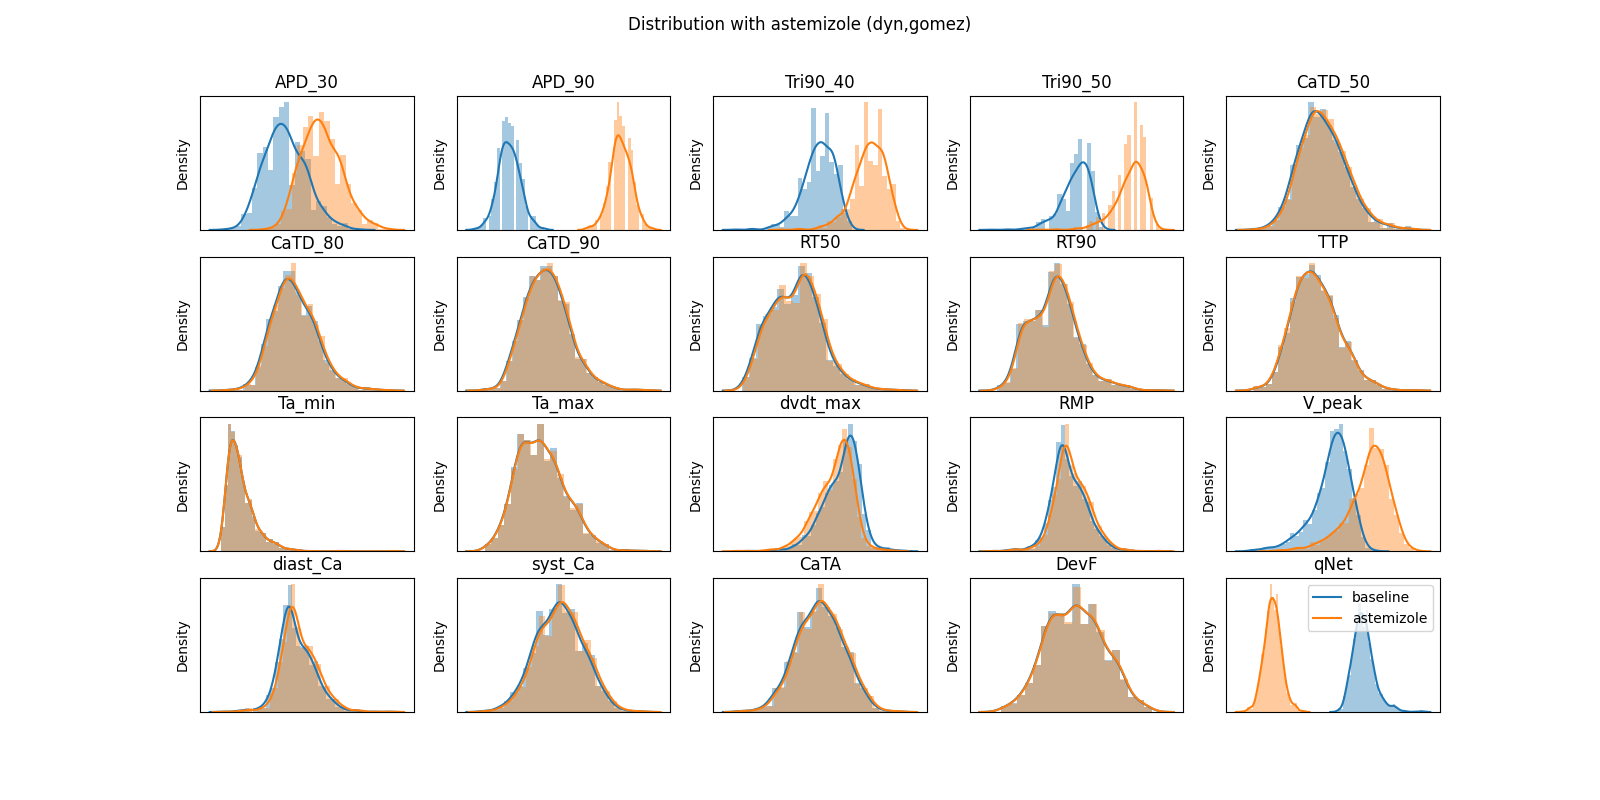 Distribution with astemizole (dyn,gomez)
APD_30
APD_90
Tri90_40
Tri90_50
CaTD_50
Density
Density
Density
Density
Density
CaTD_80
CaTD_90
RT50
RT90
TTP
Density
Density
Density
Density
Density
Ta_min
Ta_max
dvdt_max
RMP
V_peak
Density
Density
Density
Density
Density
diast_Ca
syst_Ca
CaTA
DevF
qNet
Density
Density
Density
Density
Density
baseline
astemizole